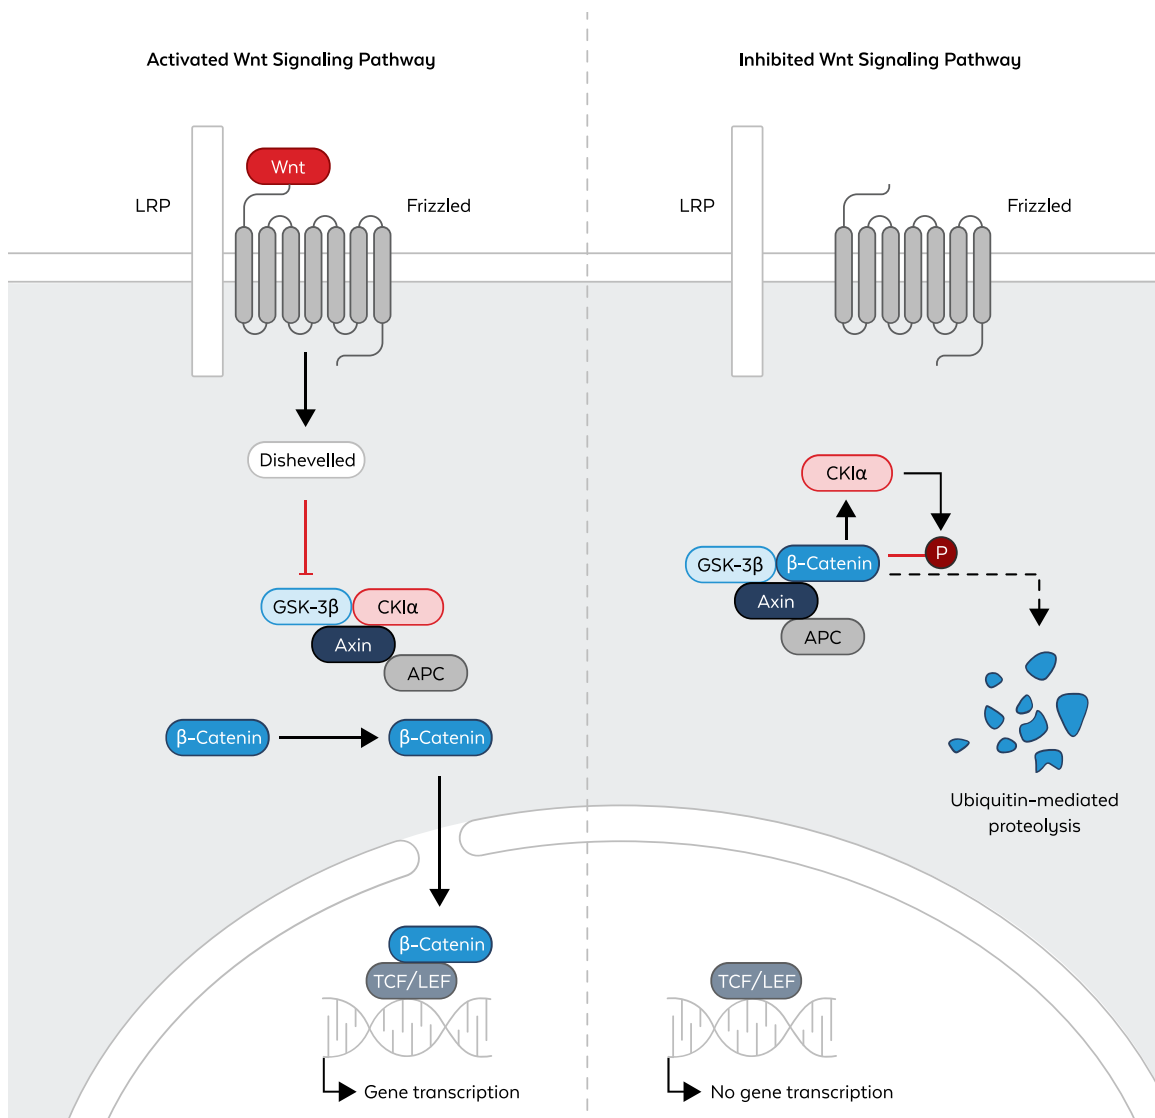 Activated Wnt Signaling Pathway
Wnt
LRP
Frizzled
Dishevelled
GSK-3β
CKIα
Axin
APC
β-Catenin
β-Catenin
β-Catenin
TCF/LEF
Gene transcription
Inhibited Wnt Signaling Pathway
LRP
Frizzled
CKIα
P
GSK-3β
β-Catenin
Axin
APC
Ubiquitin-mediated
proteolysis
TCF/LEF
No gene transcription